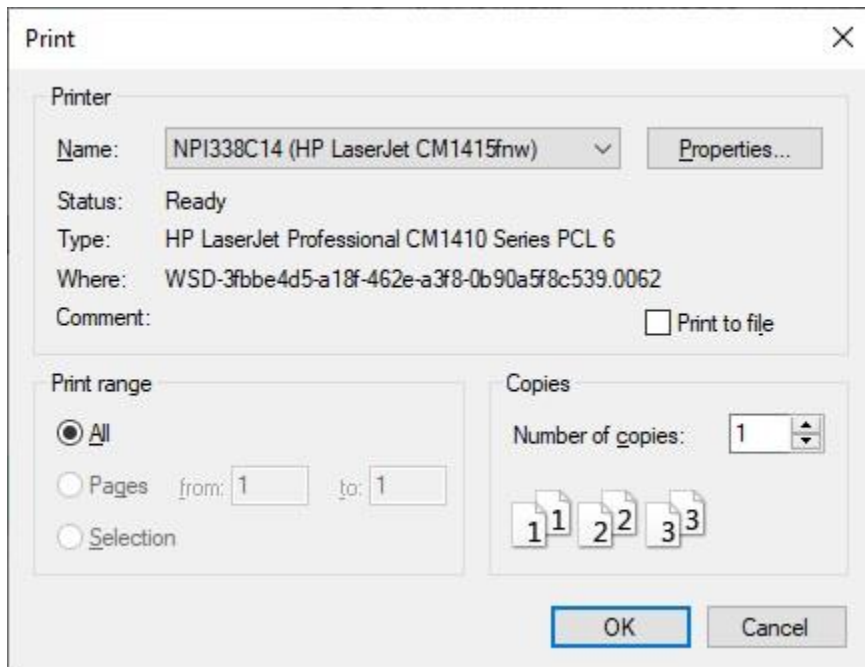 Print
Printer
Name: NPI338C14 (HP LaserJet CM1415fnw) Properties...
Status: Ready
Type: HP LaserJet Professional CM1410 Series PCL 6
Where: WSD-3fbbe4d5-a18f-462e-a3f8-0b90a5f8c539.0062
Comment:
Print to file
Print range
All
Pages from: 1 to: 1
Selection
Copies
Number of copies: 1
1 1 2 2 3 3
OK Cancel